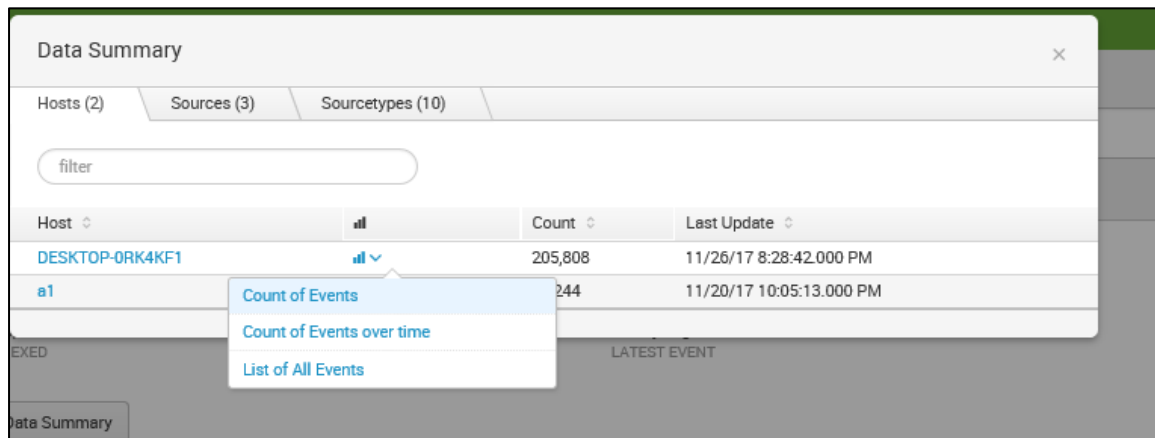 Data Summary ×
Hosts (2) Sources (3) Sourcetypes (10)
filter
Host Count Last Update
DESKTOP-0RK4KF1 205,808 11/26/17 8:28:42.000 PM
a1 244 11/20/17 10:05:13.000 PM
Count of Events
Count of Events over time
List of All Events
EXED LATEST EVENT
Data Summary